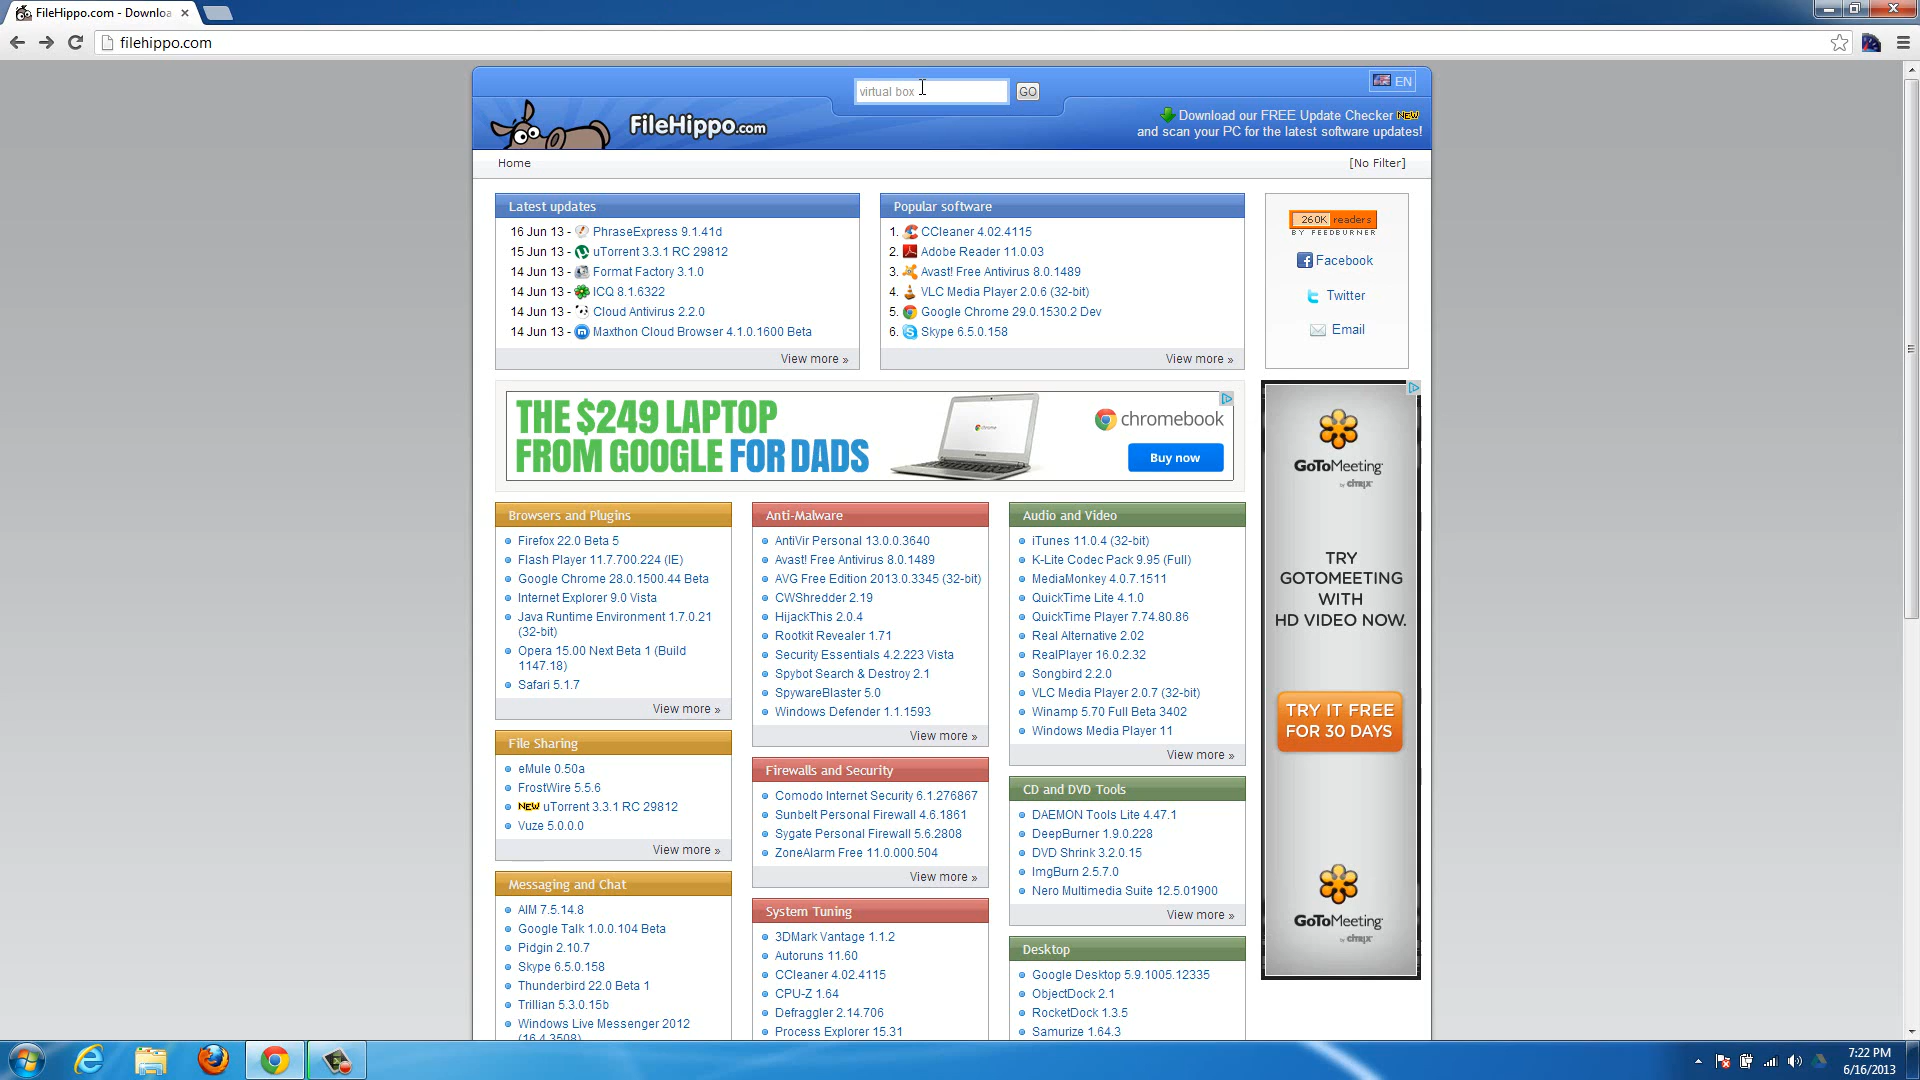 FileHippo.com - Downloa
filehippo.com
virtual box
GO
EN
FileHippo.com
Download our FREE Update Checker NEW
and scan your PC for the latest software updates!
Home
[No Filter]
Latest updates
16 Jun 13 - PhraseExpress 9.1.41d
15 Jun 13 - uTorrent 3.3.1 RC 29812
14 Jun 13 - Format Factory 3.1.0
14 Jun 13 - ICQ 8.1.6322
14 Jun 13 - Cloud Antivirus 2.2.0
14 Jun 13 - Maxthon Cloud Browser 4.1.0.1600 Beta
View more »
Popular software
1. CCleaner 4.02.4115
2. Adobe Reader 11.0.03
3. Avast! Free Antivirus 8.0.1489
4. VLC Media Player 2.0.6 (32-bit)
5. Google Chrome 29.0.1530.2 Dev
6. Skype 6.5.0.158
View more »
260K readers
BY FEEDBURNER
Facebook
Twitter
Email
THE $249 LAPTOP
FROM GOOGLE FOR DADS
chrome
chromebook
Buy now
Browsers and Plugins
Firefox 22.0 Beta 5
Flash Player 11.7.700.224 (IE)
Google Chrome 28.0.1500.44 Beta
Internet Explorer 9.0 Vista
Java Runtime Environment 1.7.0.21
(32-bit)
Opera 15.00 Next Beta 1 (Build
1147.18)
Safari 5.1.7
View more »
File Sharing
eMule 0.50a
FrostWire 5.5.6
NEW uTorrent 3.3.1 RC 29812
Vuze 5.0.0.0
View more »
Messaging and Chat
AIM 7.5.14.8
Google Talk 1.0.0.104 Beta
Pidgin 2.10.7
Skype 6.5.0.158
Thunderbird 22.0 Beta 1
Trillian 5.3.0.15b
Windows Live Messenger 2012
(16.4.3508)
Anti-Malware
AntiVir Personal 13.0.0.3640
Avast! Free Antivirus 8.0.1489
AVG Free Edition 2013.0.3345 (32-bit)
CWShredder 2.19
HijackThis 2.0.4
Rootkit Revealer 1.71
Security Essentials 4.2.223 Vista
Spybot Search & Destroy 2.1
SpywareBlaster 5.0
Windows Defender 1.1.1593
View more »
Firewalls and Security
Comodo Internet Security 6.1.276867
Sunbelt Personal Firewall 4.6.1861
Sygate Personal Firewall 5.6.2808
ZoneAlarm Free 11.0.000.504
View more »
System Tuning
3DMark Vantage 1.1.2
Autoruns 11.60
CCleaner 4.02.4115
CPU-Z 1.64
Defraggler 2.14.706
Process Explorer 15.31
Audio and Video
iTunes 11.0.4 (32-bit)
K-Lite Codec Pack 9.95 (Full)
MediaMonkey 4.0.7.1511
QuickTime Lite 4.1.0
QuickTime Player 7.74.80.86
Real Alternative 2.02
RealPlayer 16.0.2.32
Songbird 2.2.0
VLC Media Player 2.0.7 (32-bit)
Winamp 5.70 Full Beta 3402
Windows Media Player 11
View more »
CD and DVD Tools
DAEMON Tools Lite 4.47.1
DeepBurner 1.9.0.228
DVD Shrink 3.2.0.15
ImgBurn 2.5.7.0
Nero Multimedia Suite 12.5.01900
View more »
Desktop
Google Desktop 5.9.1005.12335
ObjectDock 2.1
RocketDock 1.3.5
Samurize 1.64.3
GoToMeeting
by citrix
TRY
GOTOMEETING
WITH
HD VIDEO NOW.
TRY IT FREE
FOR 30 DAYS
GoToMeeting
by citrix
7:22 PM
6/16/2013